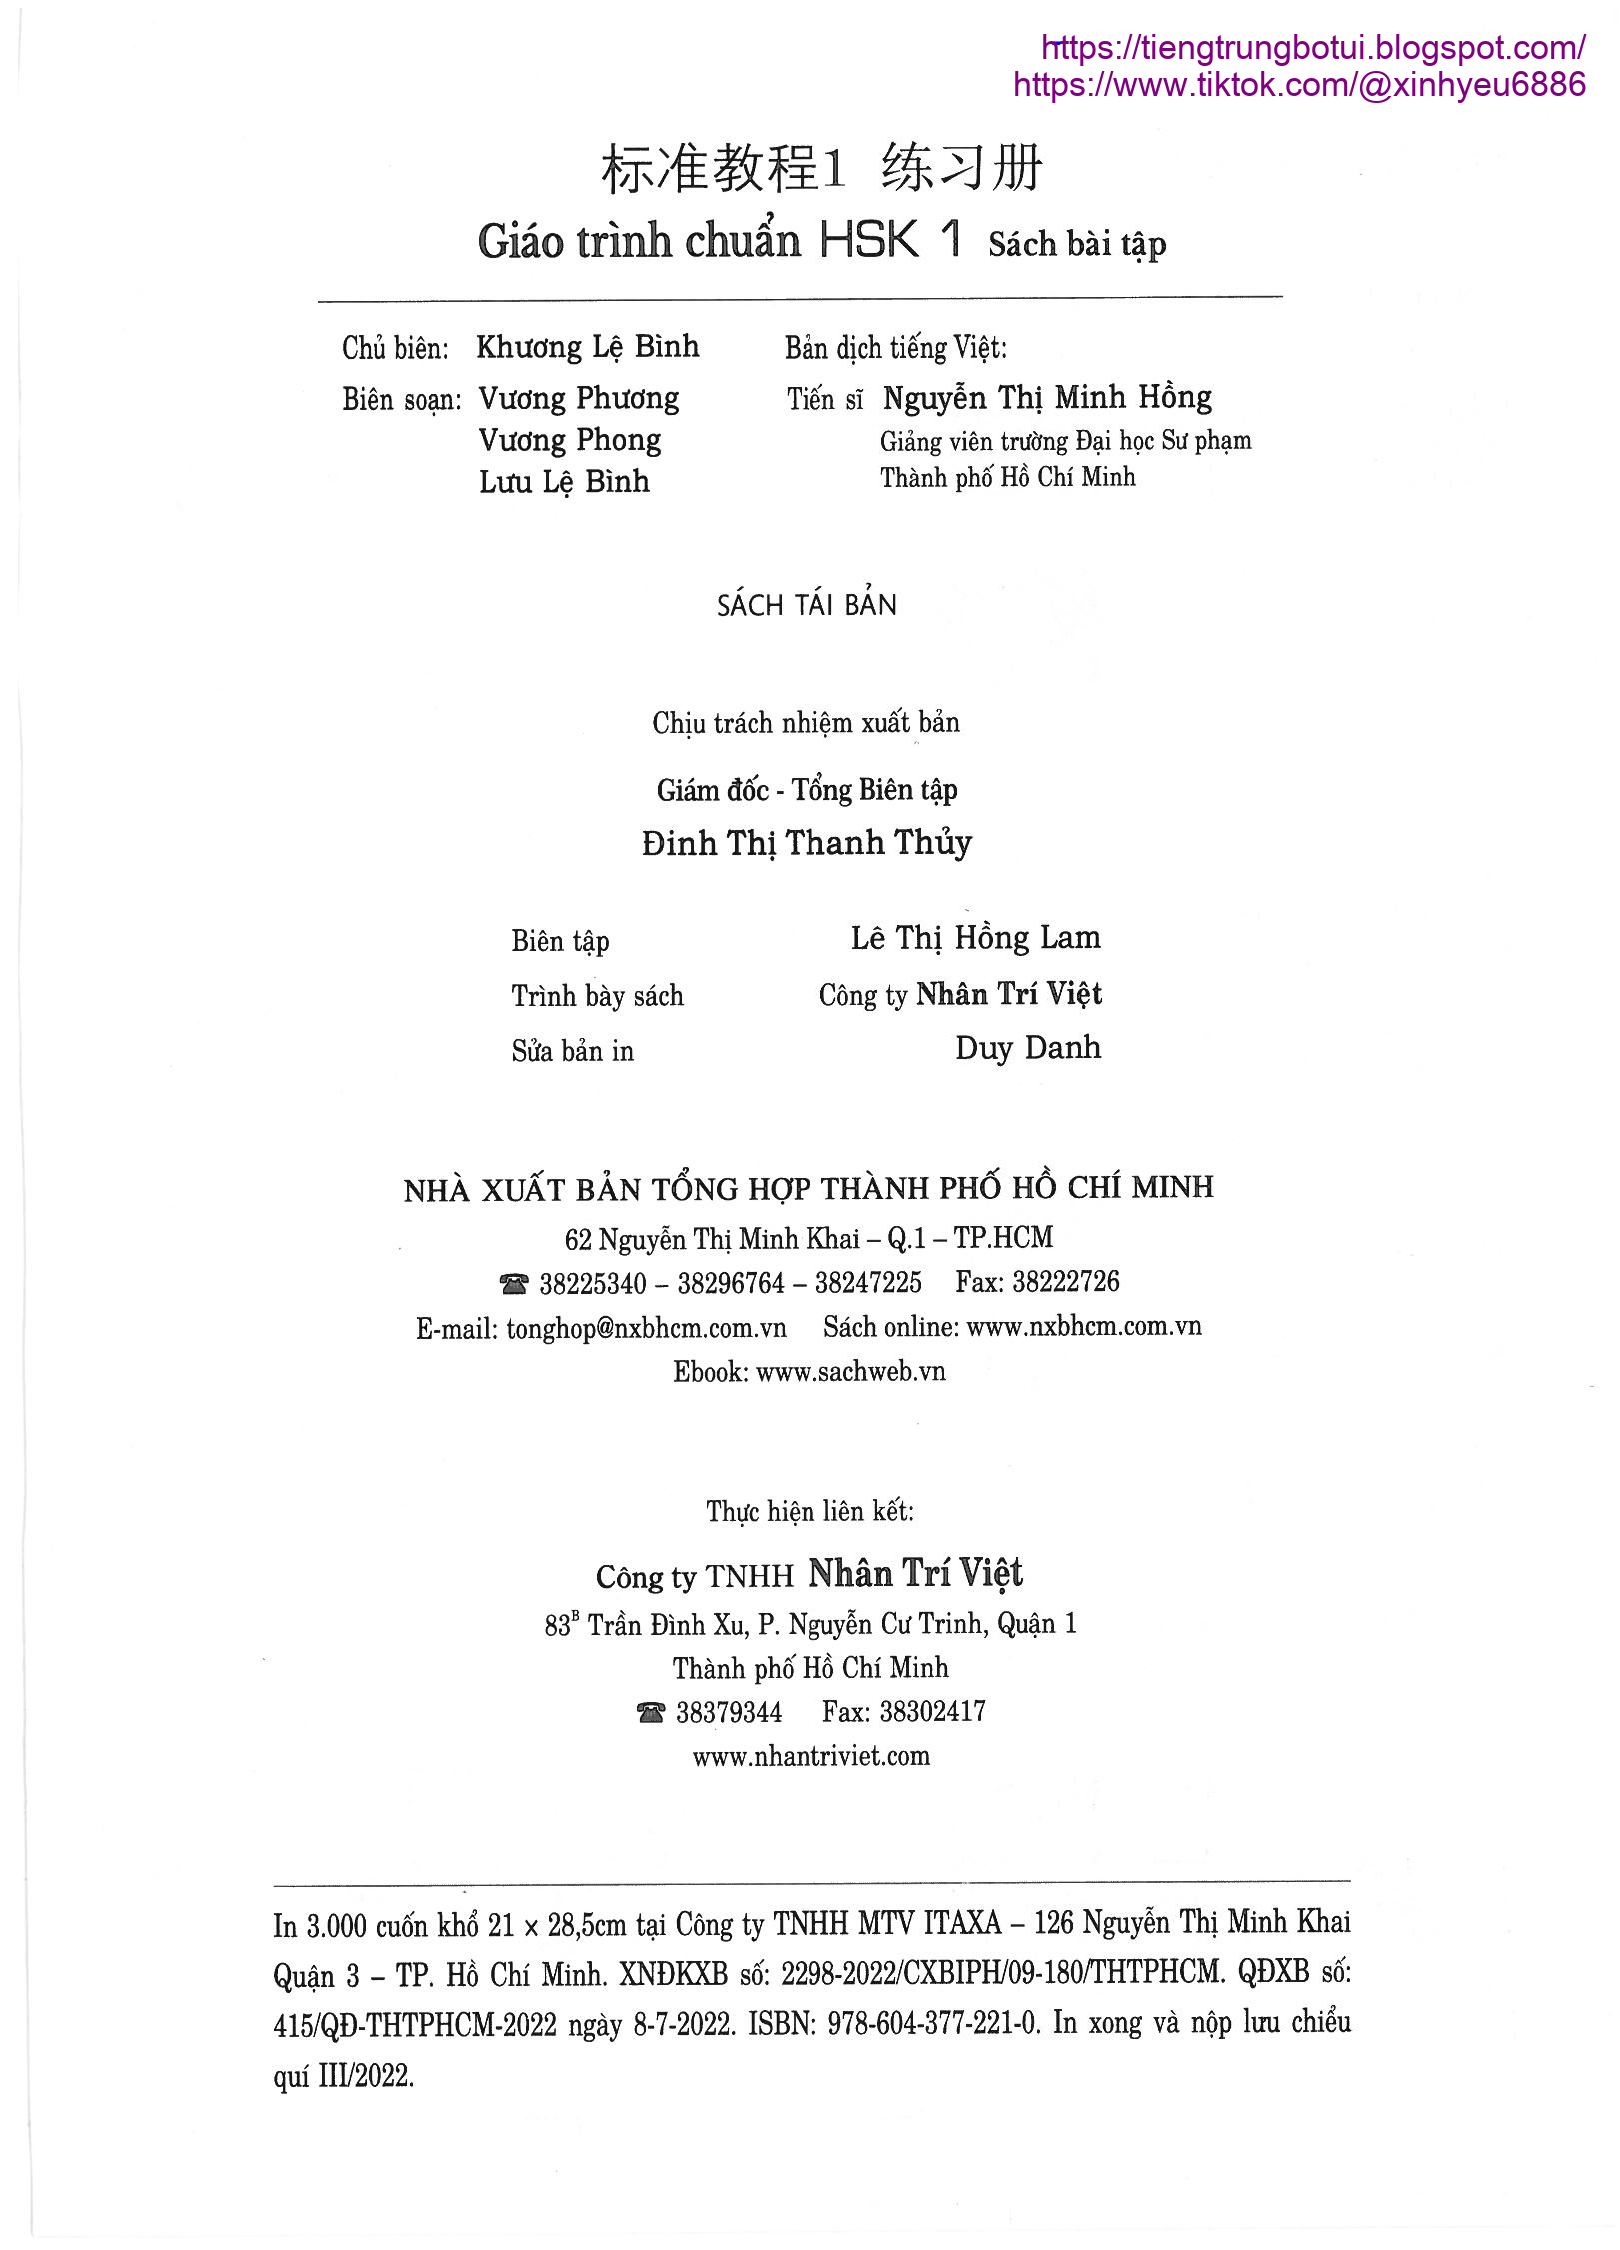 https://tiengtrungbotui.blogspot.com/
https://www.tiktok.com/@xinhyeu6886
标准教程1 练习册
Giáo trình chuẩn HSK 1 Sách bài tập
Chủ biên: Khương Lệ Bình
Biên soạn: Vương Phương
Vương Phong
Lưu Lệ Bình
Bản dịch tiếng Việt:
Tiến sĩ Nguyễn Thị Minh Hồng
Giảng viên trường Đại học Sư phạm
Thành phố Hồ Chí Minh
SÁCH TÁI BẢN
Chịu trách nhiệm xuất bản
Giám đốc - Tổng Biên tập
Đinh Thị Thanh Thủy
Biên tập Lê Thị Hồng Lam
Trình bày sách Công ty Nhân Trí Việt
Sửa bản in Duy Danh
NHÀ XUẤT BẢN TỔNG HỢP THÀNH PHỐ HỒ CHÍ MINH
62 Nguyễn Thị Minh Khai – Q.1 – TP.HCM
☎ 38225340 – 38296764 – 38247225 Fax: 38222726
E-mail: tonghop@nxbhcm.com.vn Sách online: www.nxbhcm.com.vn
Ebook: www.sachweb.vn
Thực hiện liên kết:
Công ty TNHH Nhân Trí Việt
83ᴮ Trần Đình Xu, P. Nguyễn Cư Trinh, Quận 1
Thành phố Hồ Chí Minh
☎ 38379344 Fax: 38302417
www.nhantriviet.com
In 3.000 cuốn khổ 21 x 28,5cm tại Công ty TNHH MTV ITAXA – 126 Nguyễn Thị Minh Khai
Quận 3 – TP. Hồ Chí Minh. XNĐKXB số: 2298-2022/CXBIPH/09-180/THTPHCM. QĐXB số:
415/QĐ-THTPHCM-2022 ngày 8-7-2022. ISBN: 978-604-377-221-0. In xong và nộp lưu chiểu
quí III/2022.